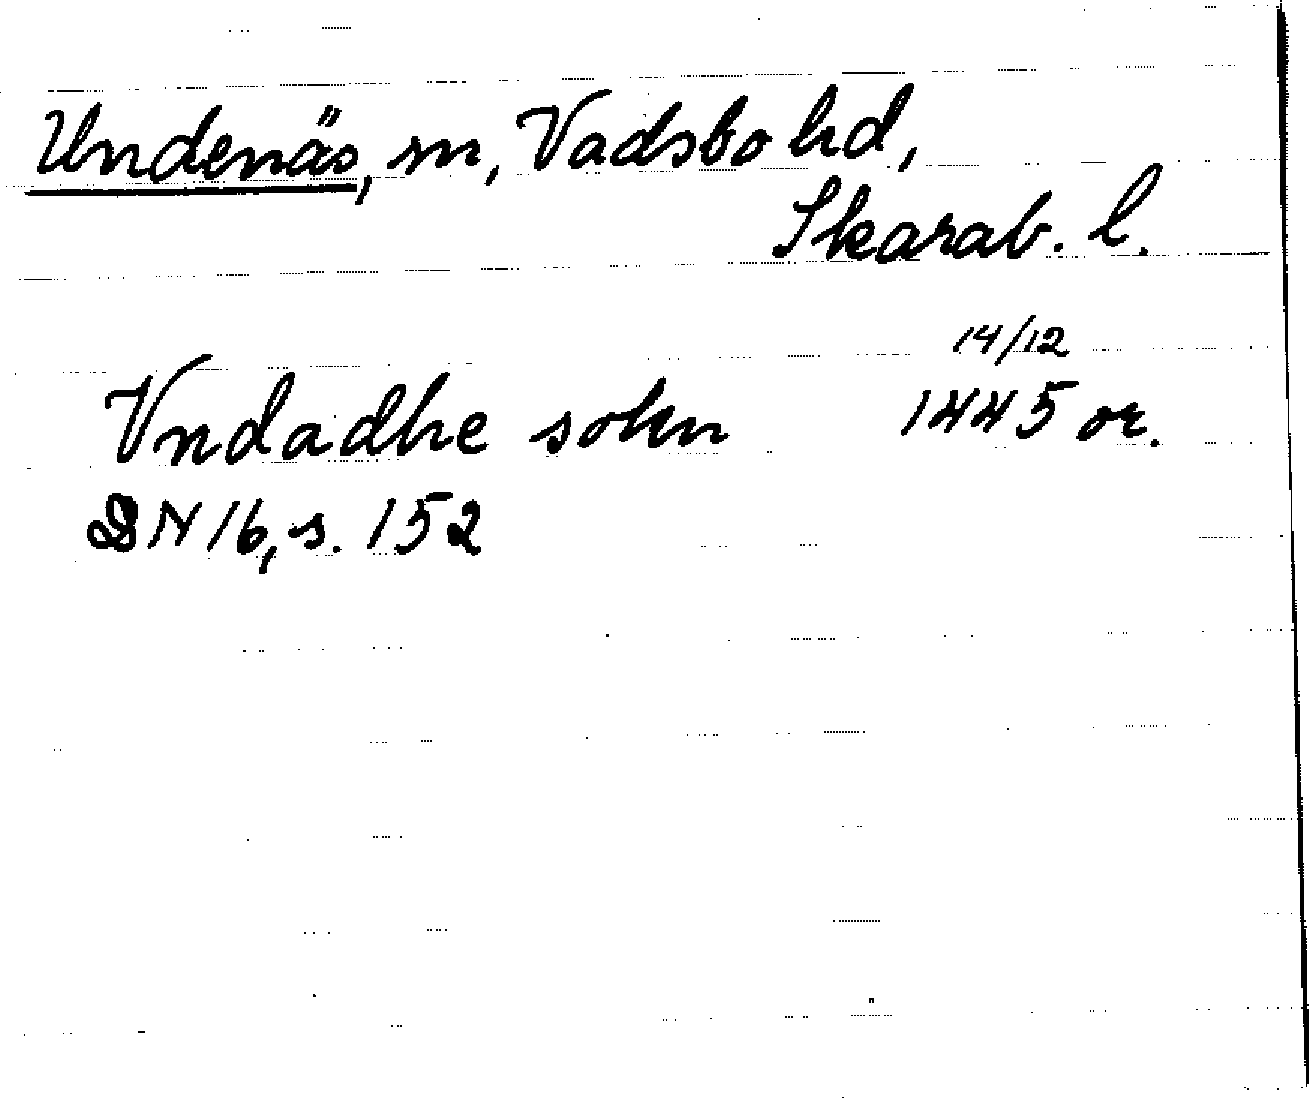 Undenäs, sn, Vadsbo hd,
Skarab. l.
14/12
Vndadhe sokn 1445 or.
DN 16, s. 152